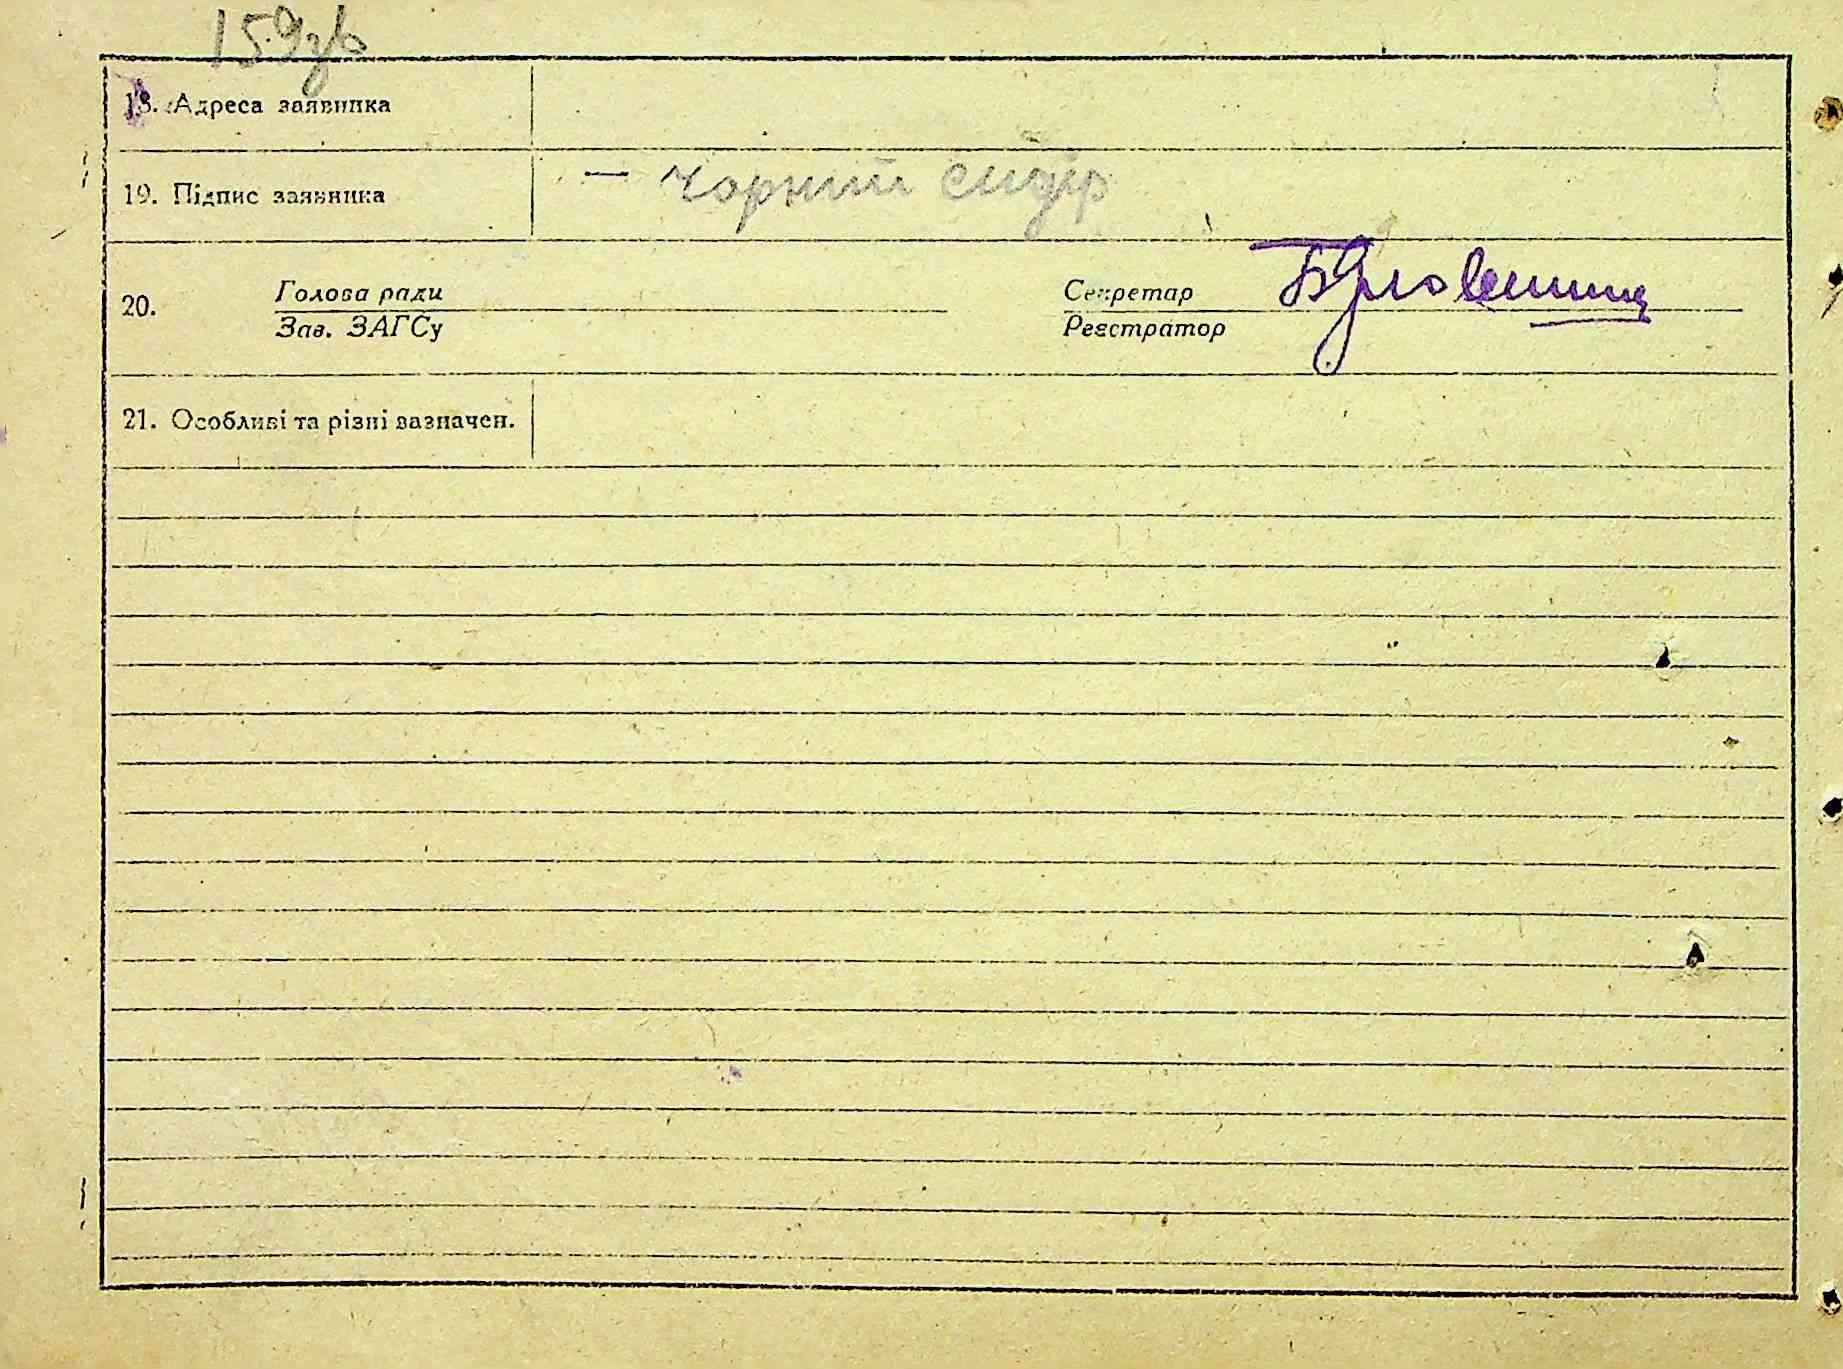 159зв
18. Адреса заявника
19. Підпис заявника — чорний сидір
20. Голова ради Секретар
Зав. ЗАГСу Реєстратор
21. Особливі та різні зазначен.